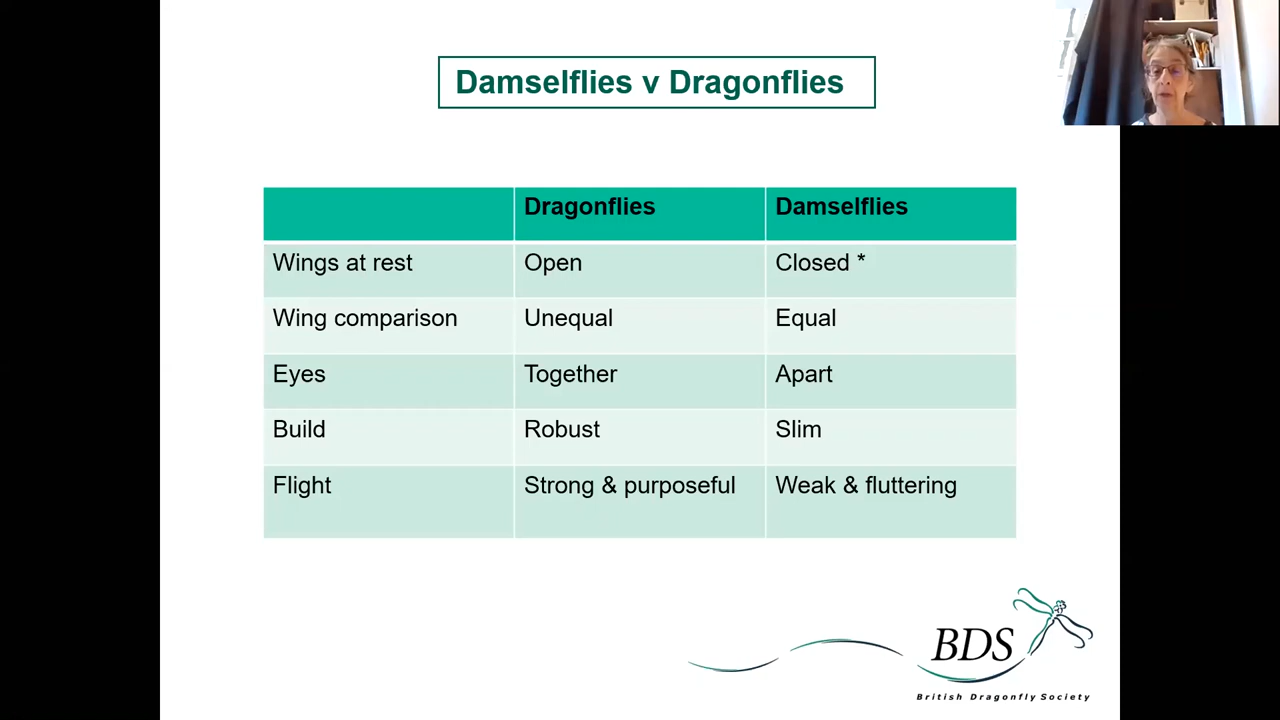 Damselflies v Dragonflies
Dragonflies Damselflies
Wings at rest Open Closed *
Wing comparison Unequal Equal
Eyes Together Apart
Build Robust Slim
Flight Strong & purposeful Weak & fluttering
BDS
British Dragonfly Society